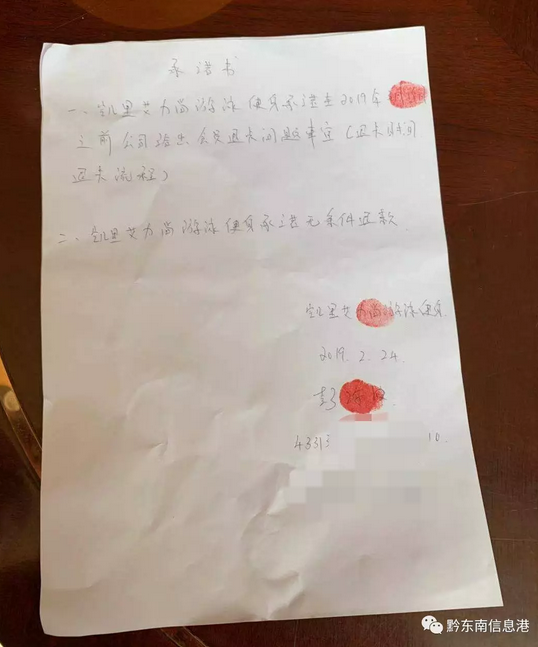 承诺书
一、凯里艾力尚游泳健身承诺在2019年
之前公司给出会员退卡问题事宜(退卡时间
退卡流程)
二、凯里艾力尚游泳健身承诺无条件退款
凯里艾力尚游泳健身
2019.2.24
彭
43313 10
黔东南信息港